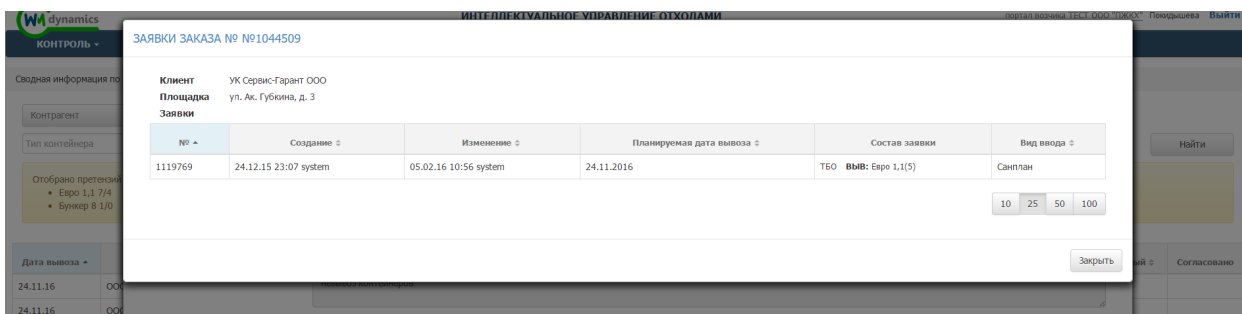 WM dynamics
ИНТЕЛЛЕКТУАЛЬНОЕ УПРАВЛЕНИЕ ОТХОДАМИ
портал возчика ТЕСТ ООО "ПЖКХ" Покидышева Выйти
КОНТРОЛЬ
ЗАЯВКИ ЗАКАЗА № №1044509
Сводная информация по
Клиент УК Сервис-Гарант ООО
Площадка ул. Ак. Губкина, д. 3
Заявки
Контрагент
Тип контейнера
Найти
№ Создание Изменение Планируемая дата вывоза Состав заявки Вид ввода
1119769 24.12.15 23:07 system 05.02.16 10:56 system 24.11.2016 ТБО ВЫВ: Евро 1,1(5) Санплан
Отобрано претензий
• Евро 1,1 7/4
• Бункер 8 1/0
10 25 50 100
Закрыть
Дата вывоза ый Согласовано
24.11.16 ООО
24.11.16 ООО